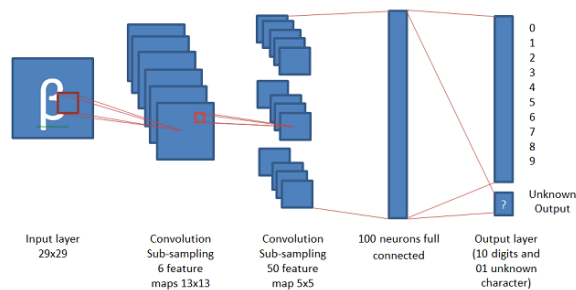 β
0
1
2
3
4
5
6
7
8
9
?
Unknown
Output
Input layer
29x29
Convolution
Sub-sampling
6 feature
maps 13x13
Convolution
Sub-sampling
50 feature
map 5x5
100 neurons full
connected
Output layer
(10 digits and
01 unknown
character)